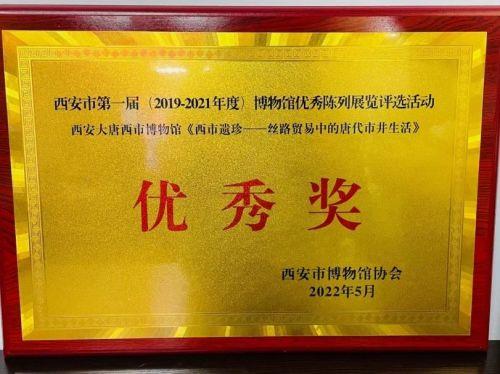 西安市第一届（2019-2021年度）博物馆优秀陈列展览评选活动
西安大唐西市博物馆《西市遗珍——丝路贸易中的唐代市井生活》
优秀奖
西安市博物馆协会
2022年5月